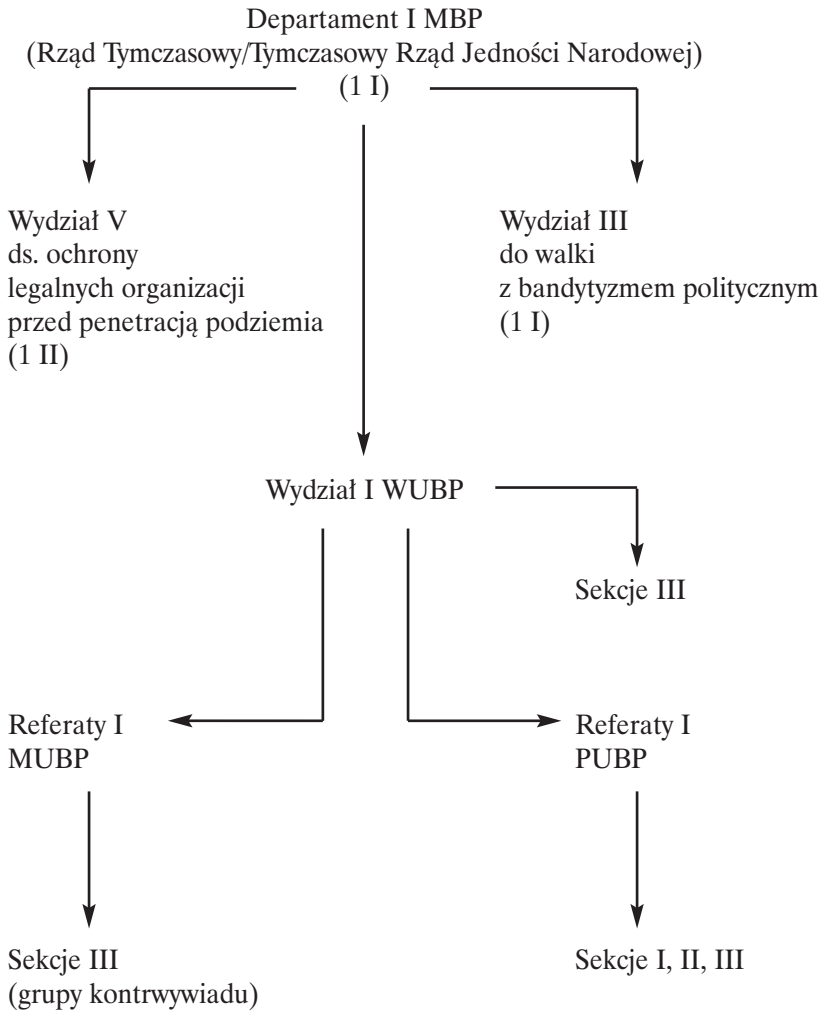 Departament I MBP
(Rząd Tymczasowy/Tymczasowy Rząd Jedności Narodowej)
(1 I)
Wydział V
ds. ochrony
legalnych organizacji
przed penetracją podziemia
(1 II)
Wydział III
do walki
z bandytyzmem politycznym
(1 I)
Wydział I WUBP
Sekcje III
Referaty I
MUBP
Referaty I
PUBP
Sekcje III
(grupy kontrwywiadu)
Sekcje I, II, III